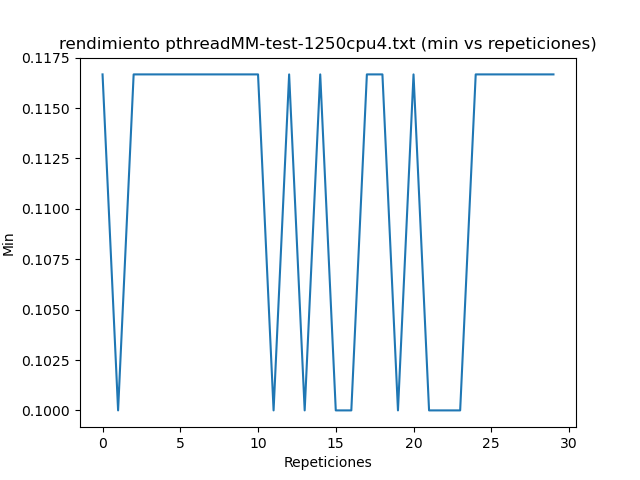 rendimiento pthreadMM-test-1250cpu4.txt (min vs repeticiones)
0.1175
0.1150
0.1125
0.1100
0.1075
0.1050
0.1025
0.1000
Min
0 5 10 15 20 25 30
Repeticiones